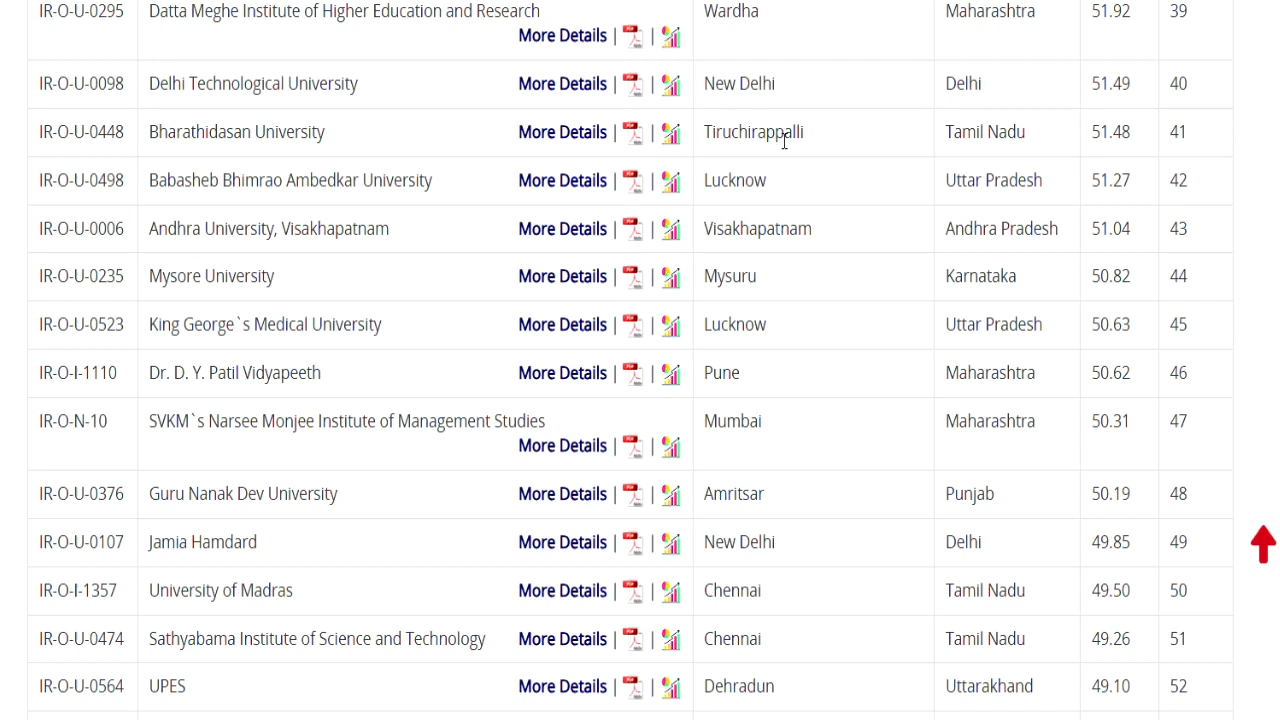 IR-O-U-0295 Datta Meghe Institute of Higher Education and Research Wardha Maharashtra 51.92 39
More Details | |
IR-O-U-0098 Delhi Technological University More Details | | New Delhi Delhi 51.49 40
IR-O-U-0448 Bharathidasan University More Details | | Tiruchirappalli Tamil Nadu 51.48 41
IR-O-U-0498 Babasheb Bhimrao Ambedkar University More Details | | Lucknow Uttar Pradesh 51.27 42
IR-O-U-0006 Andhra University, Visakhapatnam More Details | | Visakhapatnam Andhra Pradesh 51.04 43
IR-O-U-0235 Mysore University More Details | | Mysuru Karnataka 50.82 44
IR-O-U-0523 King George`s Medical University More Details | | Lucknow Uttar Pradesh 50.63 45
IR-O-I-1110 Dr. D. Y. Patil Vidyapeeth More Details | | Pune Maharashtra 50.62 46
IR-O-N-10 SVKM`s Narsee Monjee Institute of Management Studies Mumbai Maharashtra 50.31 47
More Details | |
IR-O-U-0376 Guru Nanak Dev University More Details | | Amritsar Punjab 50.19 48
IR-O-U-0107 Jamia Hamdard More Details | | New Delhi Delhi 49.85 49
IR-O-I-1357 University of Madras More Details | | Chennai Tamil Nadu 49.50 50
IR-O-U-0474 Sathyabama Institute of Science and Technology More Details | | Chennai Tamil Nadu 49.26 51
IR-O-U-0564 UPES More Details | | Dehradun Uttarakhand 49.10 52